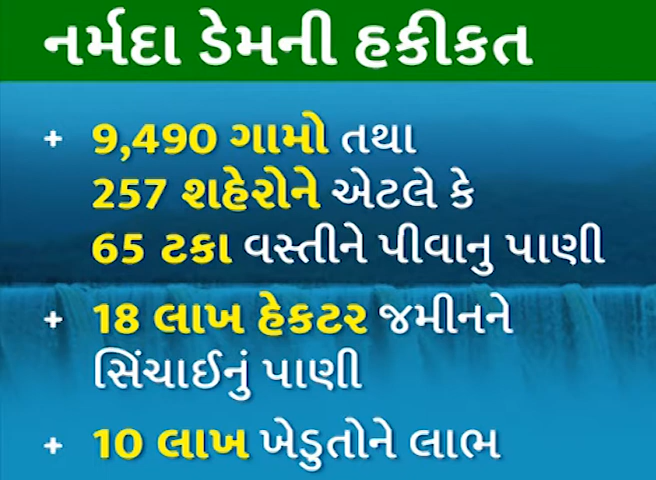 નર્મદા ડેમની હકીકત
+ 9,490 ગામો તથા
257 શહેરોને એટલે કે
65 ટકા વસ્તીને પીવાનુ પાણી
+ 18 લાખ હેકટર જમીનને
સિંચાઈનું પાણી
+ 10 લાખ ખેડુતોને લાભ